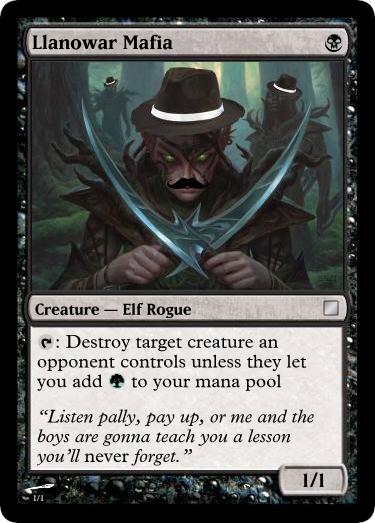 Llanowar Mafia
Creature — Elf Rogue
: Destroy target creature an
opponent controls unless they let
you add to your mana pool
“Listen pally, pay up, or me and the
boys are gonna teach you a lesson
you’ll never forget.”
1/1
1/1